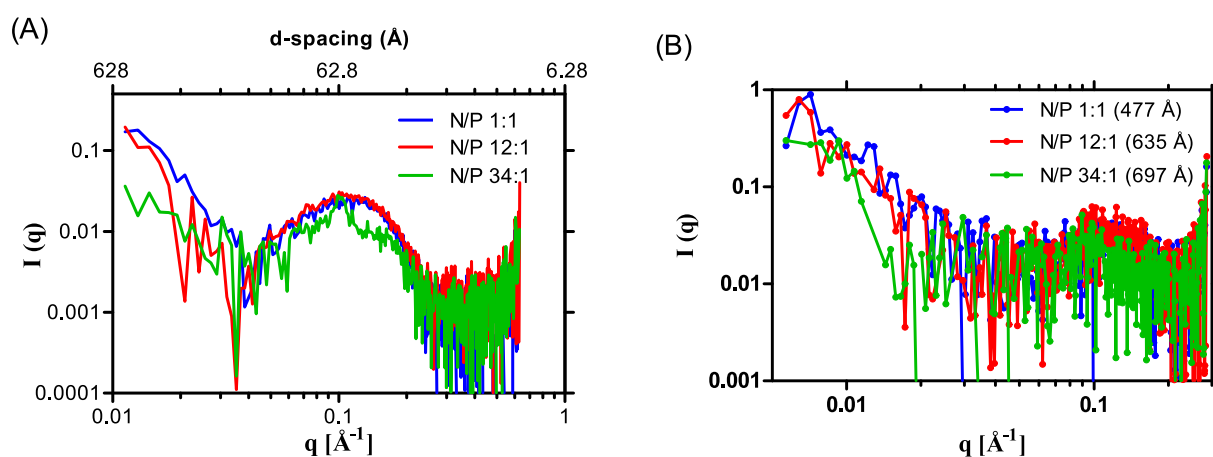 (A)
d-spacing (Å)
628 62.8 6.28
N/P 1:1
N/P 12:1
N/P 34:1
0.1
0.01
0.001
0.0001
I (q)
0.01 0.1 1
q [Å-1]
(B)
N/P 1:1 (477 Å)
N/P 12:1 (635 Å)
N/P 34:1 (697 Å)
1
0.1
0.01
0.001
I (q)
0.01 0.1
q [Å-1]